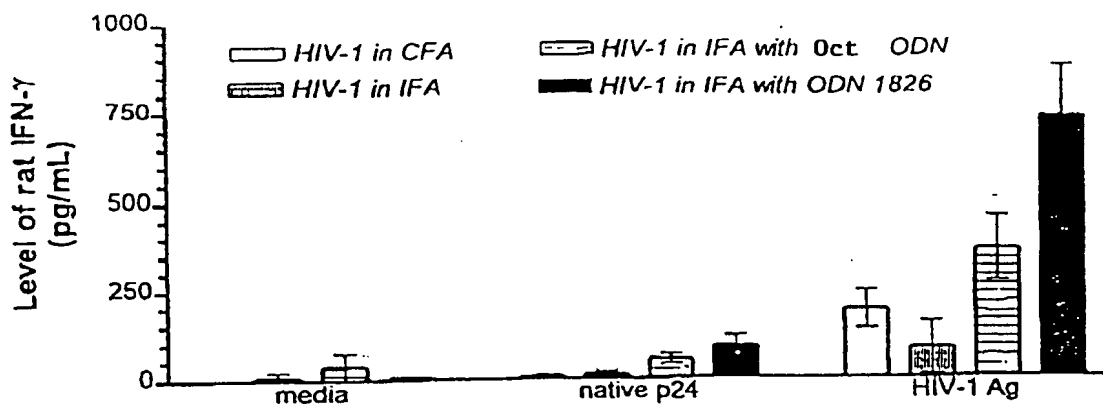 1000
750
500
250
0
Level of rat IFN-γ
(pg/mL)
HIV-1 in CFA
HIV-1 in IFA
HIV-1 in IFA with Oct ODN
HIV-1 in IFA with ODN 1826
media
native p24
HIV-1 Ag